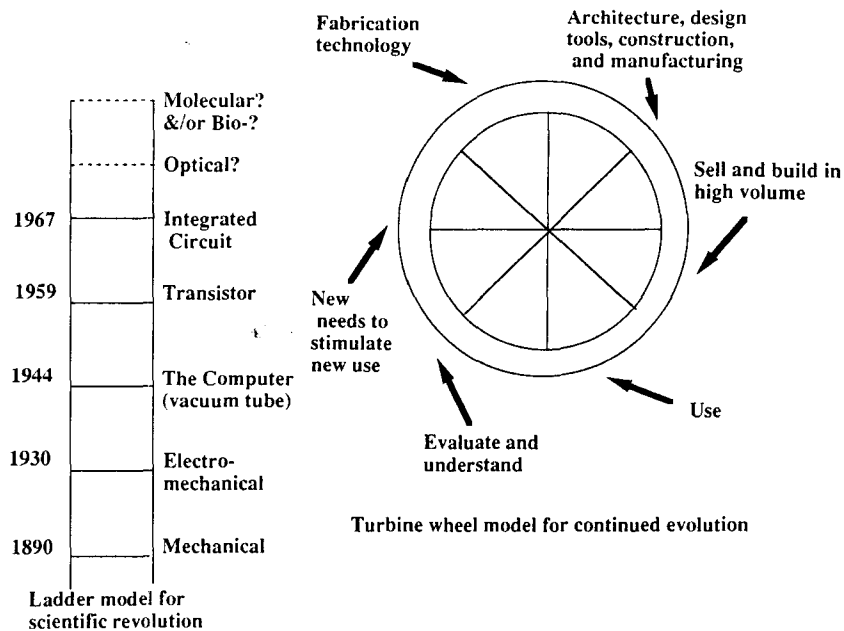 Molecular?
&/or Bio-?
Optical?
1967
Integrated
Circuit
1959
Transistor
1944
The Computer
(vacuum tube)
1930
Electro-
mechanical
1890
Mechanical
Ladder model for
scientific revolution
Fabrication
technology
Architecture, design
tools, construction,
and manufacturing
Sell and build in
high volume
Use
Evaluate and
understand
New
needs to
stimulate
new use
Turbine wheel model for continued evolution